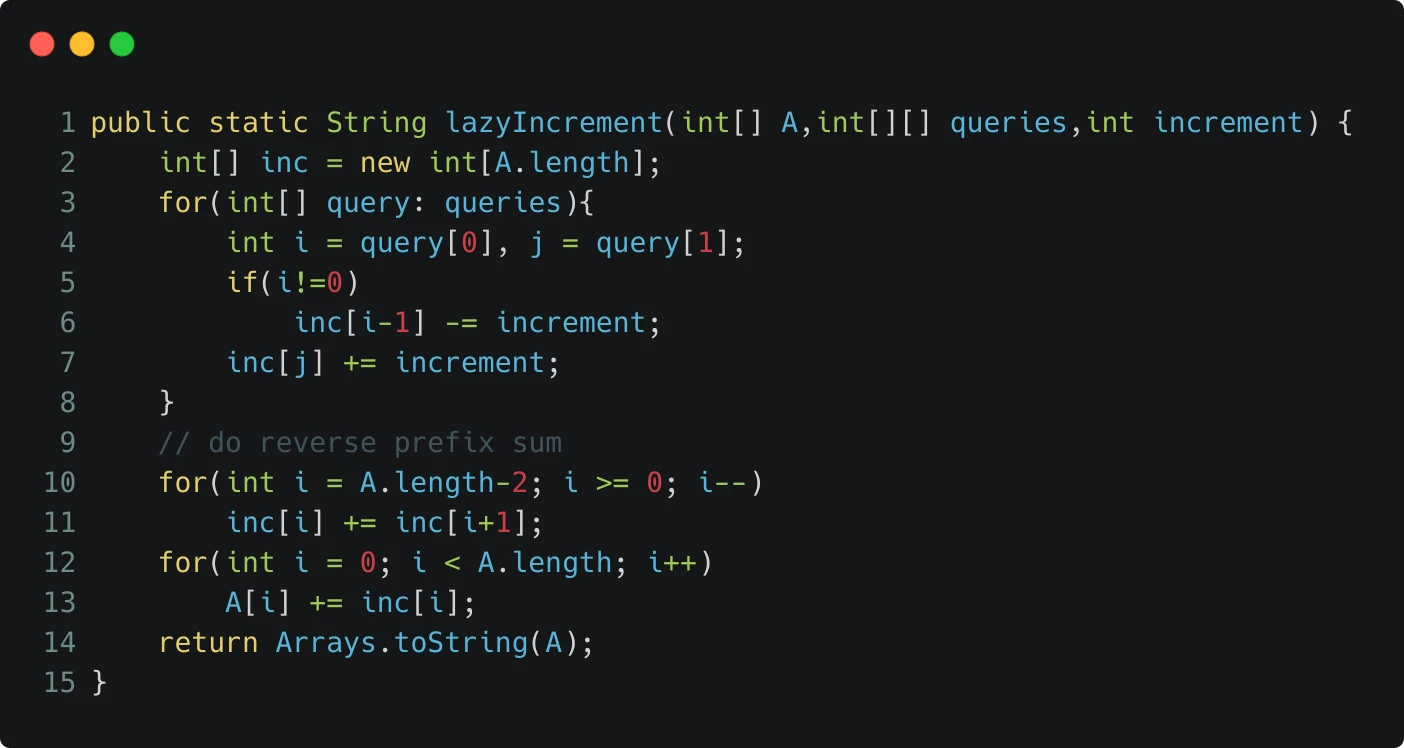 1 public static String lazyIncrement(int[] A,int[][] queries,int increment) {
2     int[] inc = new int[A.length];
3     for(int[] query: queries){
4         int i = query[0], j = query[1];
5         if(i!=0)
6             inc[i-1] -= increment;
7         inc[j] += increment;
8     }
9     // do reverse prefix sum
10     for(int i = A.length-2; i >= 0; i--)
11         inc[i] += inc[i+1];
12     for(int i = 0; i < A.length; i++)
13         A[i] += inc[i];
14     return Arrays.toString(A);
15 }